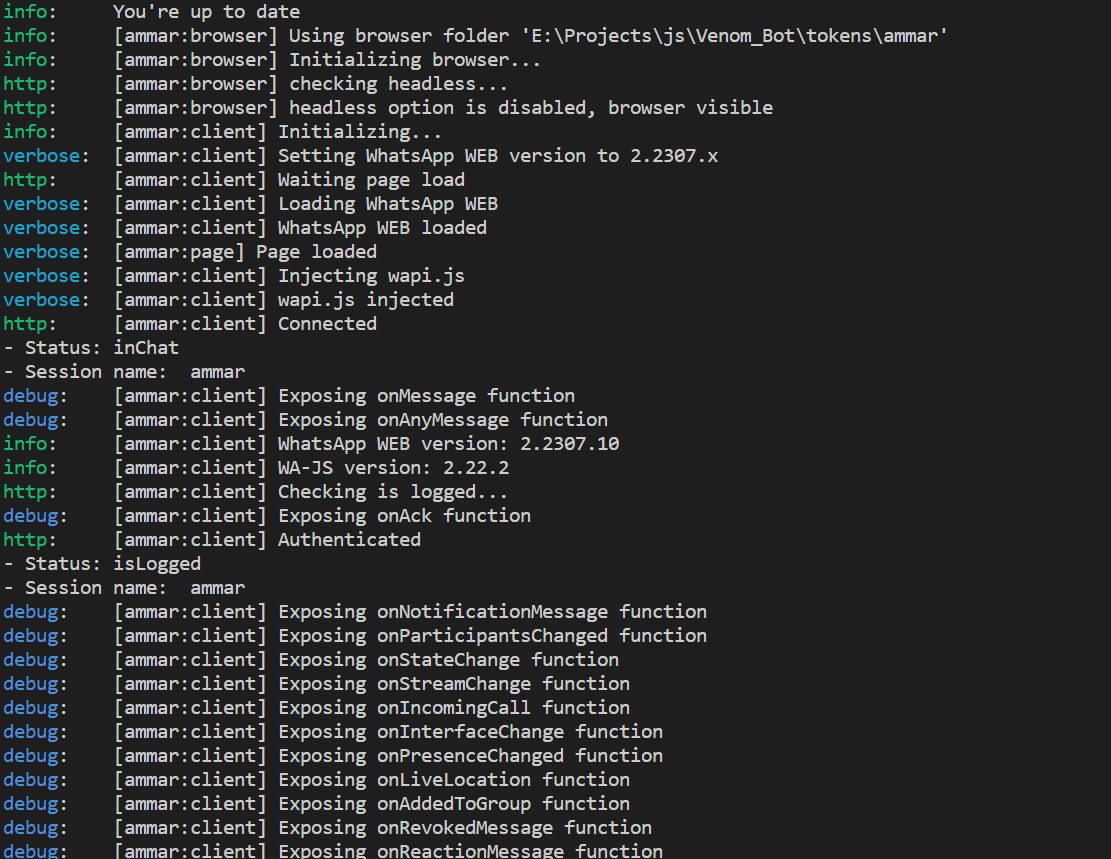 info: You're up to date
info: [ammar:browser] Using browser folder 'E:\Projects\js\Venom_Bot\tokens\ammar'
info: [ammar:browser] Initializing browser...
http: [ammar:browser] checking headless...
http: [ammar:browser] headless option is disabled, browser visible
info: [ammar:client] Initializing...
verbose: [ammar:client] Setting WhatsApp WEB version to 2.2307.x
http: [ammar:client] Waiting page load
verbose: [ammar:client] Loading WhatsApp WEB
verbose: [ammar:client] WhatsApp WEB loaded
verbose: [ammar:page] Page loaded
verbose: [ammar:client] Injecting wapi.js
verbose: [ammar:client] wapi.js injected
http: [ammar:client] Connected
- Status: inChat
- Session name: ammar
debug: [ammar:client] Exposing onMessage function
debug: [ammar:client] Exposing onAnyMessage function
info: [ammar:client] WhatsApp WEB version: 2.2307.10
info: [ammar:client] WA-JS version: 2.22.2
http: [ammar:client] Checking is logged...
debug: [ammar:client] Exposing onAck function
http: [ammar:client] Authenticated
- Status: isLogged
- Session name: ammar
debug: [ammar:client] Exposing onNotificationMessage function
debug: [ammar:client] Exposing onParticipantsChanged function
debug: [ammar:client] Exposing onStateChange function
debug: [ammar:client] Exposing onStreamChange function
debug: [ammar:client] Exposing onIncomingCall function
debug: [ammar:client] Exposing onInterfaceChange function
debug: [ammar:client] Exposing onPresenceChanged function
debug: [ammar:client] Exposing onLiveLocation function
debug: [ammar:client] Exposing onAddedToGroup function
debug: [ammar:client] Exposing onRevokedMessage function
debug: [ammar:client] Exposing onReactionMessage function